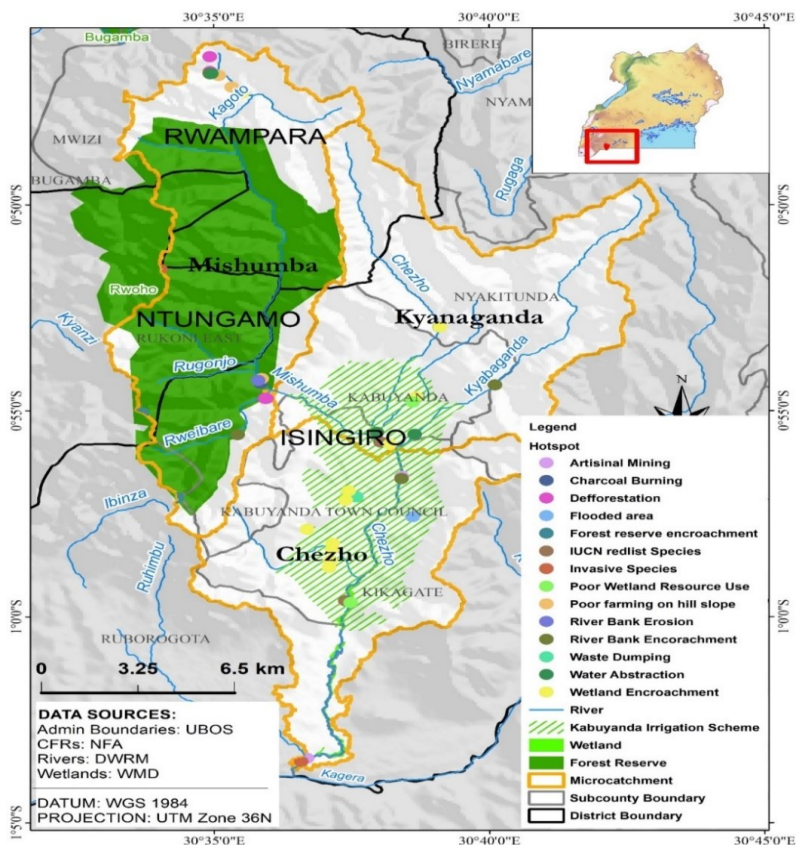 30°35'E
30°40'E
30°45'E
Bugamba
BIRERE
Nyamabare
Kagoto
NYAM
RWAMPARA
MWIZI
BUGAMBA
Rugaga
0°50'0"S
0°50'0"S
Mishumba
Chezho
NYAKITUNDA
Rwoho
Kyanaganda
NTUNGAMO
Kyanzi
RUKONI EAST
Rugonjo
Mishumba
Kyabaganda
N
KABUYANDA
0°55'0"S
0°55'0"S
Rweibare
ISINGIRO
Ibinza
KABUYANDA TOWN COUNCIL
Chezho
Chezho
Ruhimbu
KIKAGATE
1°0'0"S
1°0'0"S
RUBOROGOTA
0 3.25 6.5 km
Kagera
1°5'0"S
1°5'0"S
DATA SOURCES:
Admin Boundaries: UBOS
CFRs: NFA
Rivers: DWRM
Wetlands: WMD
DATUM: WGS 1984
PROJECTION: UTM Zone 36N
Legend
Hotspot
Artisinal Mining
Charcoal Burning
Defforestation
Flooded area
Forest reserve encroachment
IUCN redlist Species
Invasive Species
Poor Wetland Resource Use
Poor farming on hill slope
River Bank Erosion
River Bank Encorachment
Waste Dumping
Water Abstraction
Wetland Encroachment
River
Kabuyanda Irrigation Scheme
Wetland
Forest Reserve
Microcatchment
Subcounty Boundary
District Boundary
30°35'E
30°40'E
30°45'E